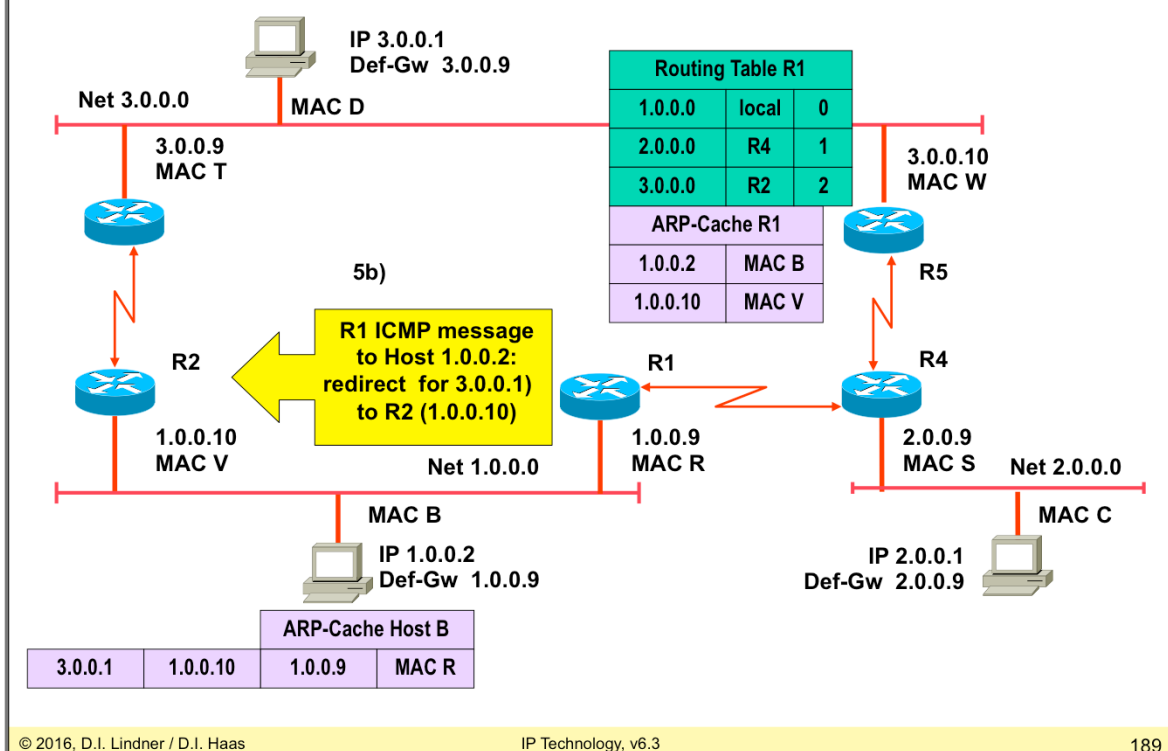 IP 3.0.0.1
Def-Gw 3.0.0.9
Net 3.0.0.0
MAC D
3.0.0.9
MAC T
Routing Table R1
1.0.0.0 local 0
2.0.0.0 R4 1
3.0.0.0 R2 2
ARP-Cache R1
1.0.0.2 MAC B
1.0.0.10 MAC V
3.0.0.10
MAC W
R5
5b)
R1 ICMP message
to Host 1.0.0.2:
redirect for 3.0.0.1)
to R2 (1.0.0.10)
R2
R1
R4
1.0.0.10
MAC V
Net 1.0.0.0
1.0.0.9
MAC R
2.0.0.9
MAC S
Net 2.0.0.0
MAC B
MAC C
IP 1.0.0.2
Def-Gw 1.0.0.9
IP 2.0.0.1
Def-Gw 2.0.0.9
ARP-Cache Host B
3.0.0.1 1.0.0.10 1.0.0.9 MAC R
© 2016, D.I. Lindner / D.I. Haas
IP Technology, v6.3
189